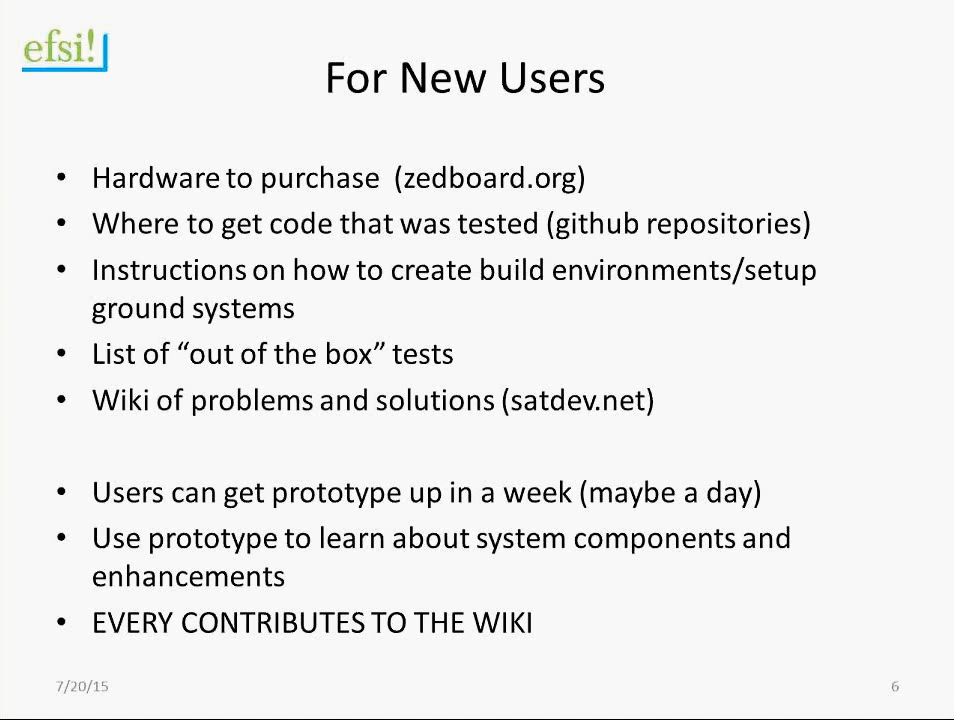 efsi!
For New Users
• Hardware to purchase (zedboard.org)
• Where to get code that was tested (github repositories)
• Instructions on how to create build environments/setup
ground systems
• List of “out of the box” tests
• Wiki of problems and solutions (satdev.net)
• Users can get prototype up in a week (maybe a day)
• Use prototype to learn about system components and
enhancements
• EVERY CONTRIBUTES TO THE WIKI
7/20/15
6